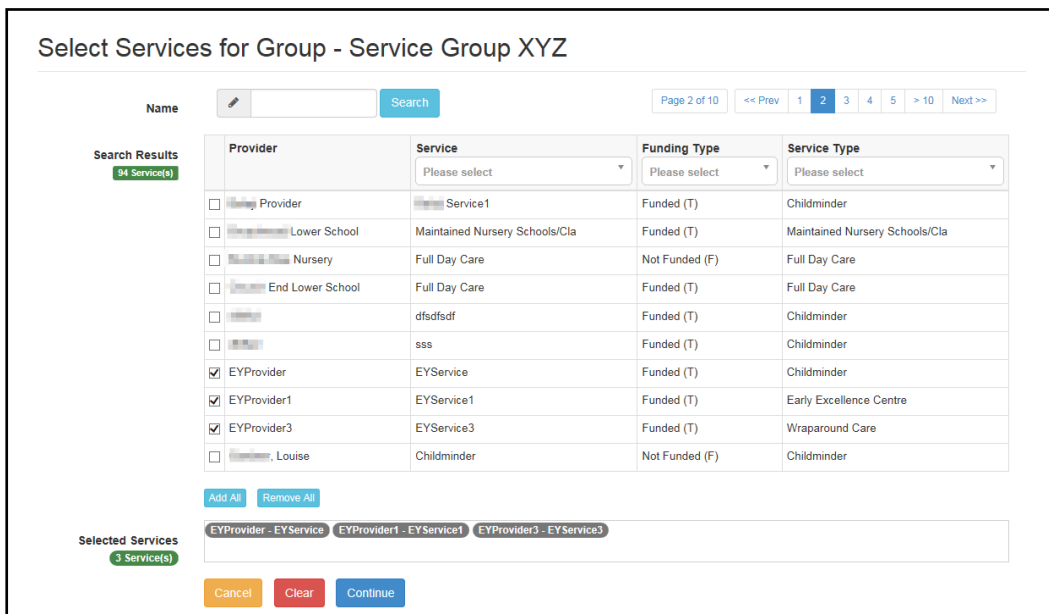 Select Services for Group - Service Group XYZ
Name Search Page 2 of 10 << Prev 1 2 3 4 5 > 10 Next >>
Search Results
94 Service(s)
Provider Service Funding Type Service Type
Please select Please select Please select
Provider Service1 Funded (T) Childminder
Lower School Maintained Nursery Schools/Cla Funded (T) Maintained Nursery Schools/Cla
Nursery Full Day Care Not Funded (F) Full Day Care
End Lower School Full Day Care Funded (T) Full Day Care
dfsdfsdf Funded (T) Childminder
sss Funded (T) Childminder
EYProvider EYService Funded (T) Childminder
EYProvider1 EYService1 Funded (T) Early Excellence Centre
EYProvider3 EYService3 Funded (T) Wraparound Care
, Louise Childminder Not Funded (F) Childminder
Add All Remove All
Selected Services
3 Service(s)
EYProvider - EYService EYProvider1 - EYService1 EYProvider3 - EYService3
Cancel Clear Continue